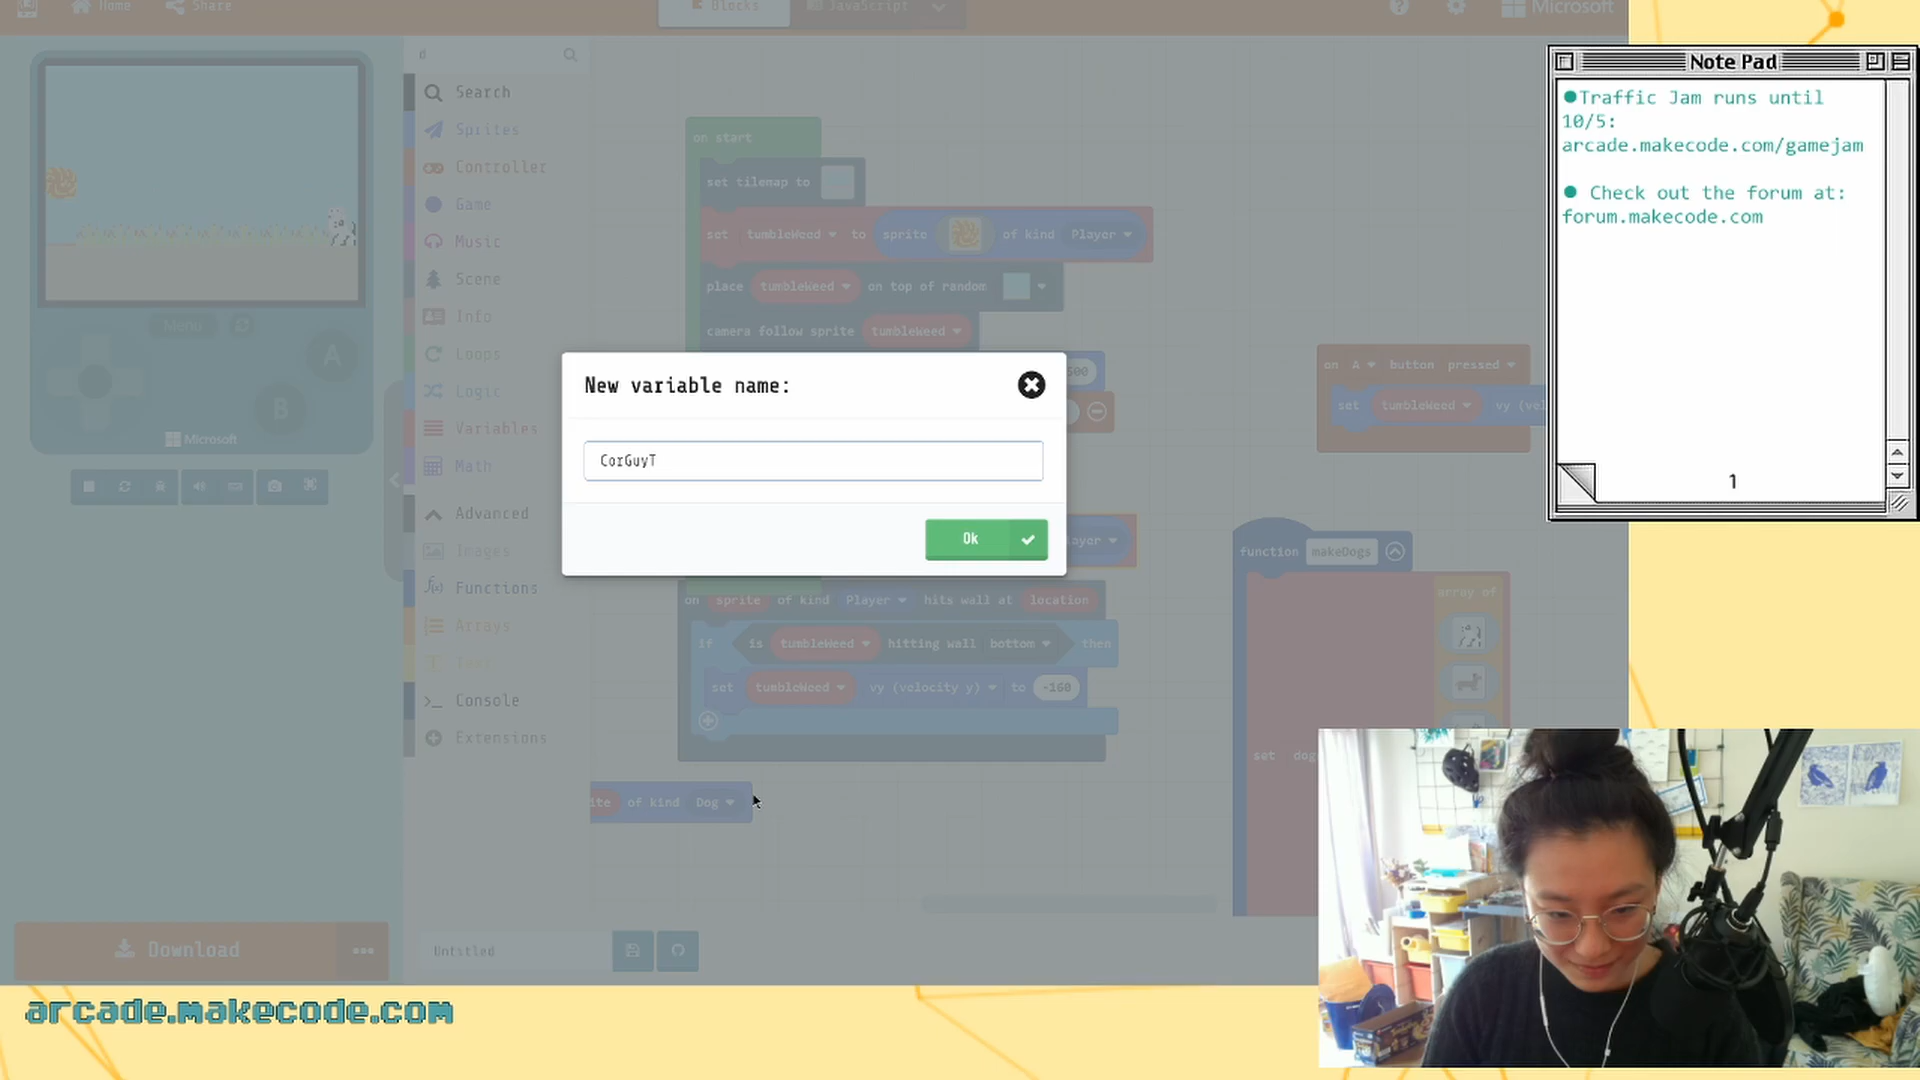 Home
Share
Blocks
JavaScript
Microsoft
Search
Sprites
Controller
Game
Music
Scene
Info
Loops
Logic
Variables
Math
Advanced
Images
Functions
Arrays
Text
Console
Extensions
Menu
A
B
Microsoft
Download
Untitled
on start
set tilemap to
set tumbleWeed to sprite of kind Player
place tumbleWeed on top of random
camera follow sprite tumbleWeed
500
New variable name:
CorGuyT
Ok
on sprite of kind Player hits wall at location
if is tumbleWeed hitting wall bottom then
set tumbleWeed vy (velocity y) to -160
of kind Dog
on A button pressed
set tumbleWeed vy (vel
function makeDogs
array of
set
Note Pad
●Traffic Jam runs until
10/5:
arcade.makecode.com/gamejam
● Check out the forum at:
forum.makecode.com
1
arcade.makecode.com